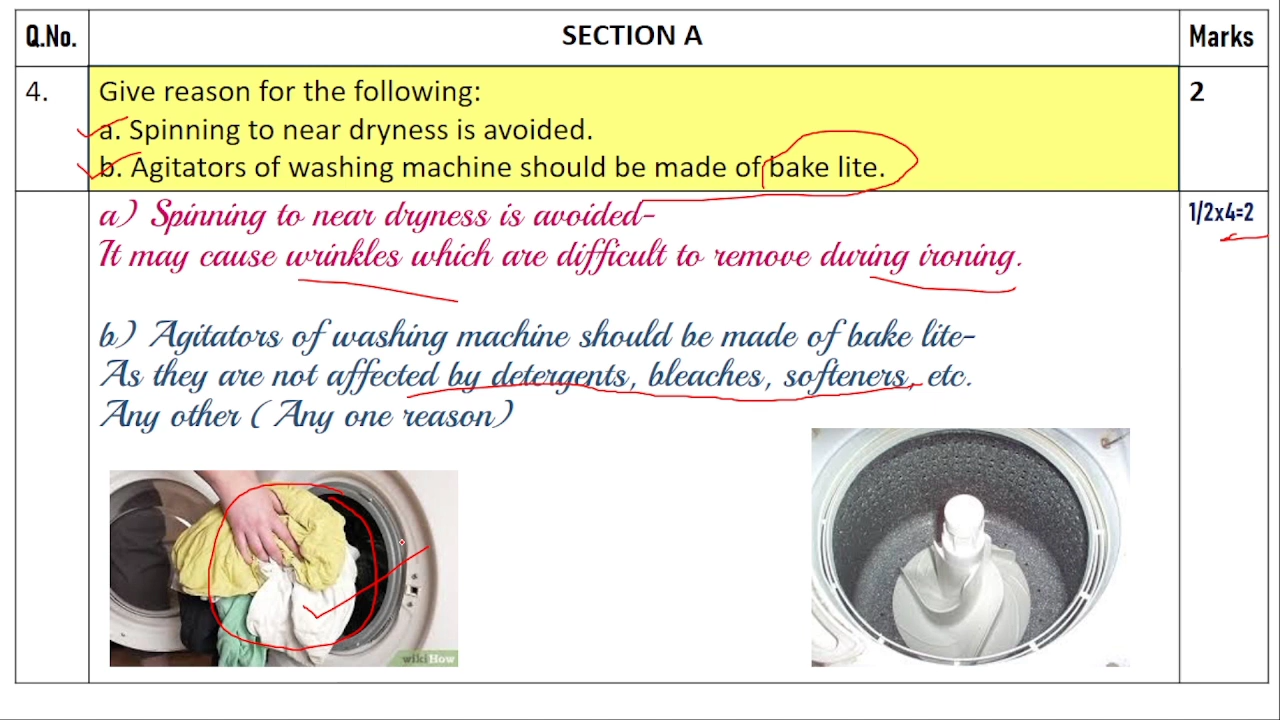 Q.No. SECTION A Marks
4. Give reason for the following: 2
a. Spinning to near dryness is avoided.
b. Agitators of washing machine should be made of bake lite.
a) Spinning to near dryness is avoided- 1/2x4=2
It may cause wrinkles which are difficult to remove during ironing.
b) Agitators of washing machine should be made of bake lite-
As they are not affected by detergents, bleaches, softeners, etc.
Any other ( Any one reason)
wikiHow